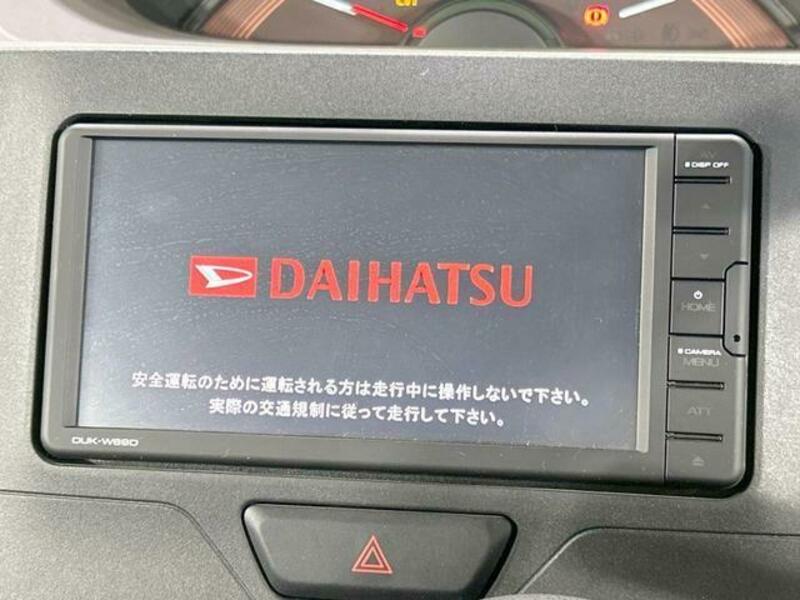 DISP OFF
DAIHATSU
HOME
CAMERA
MENU
安全運転のために運転される方は走行中に操作しないで下さい。
実際の交通規制に従って走行して下さい。
ATT